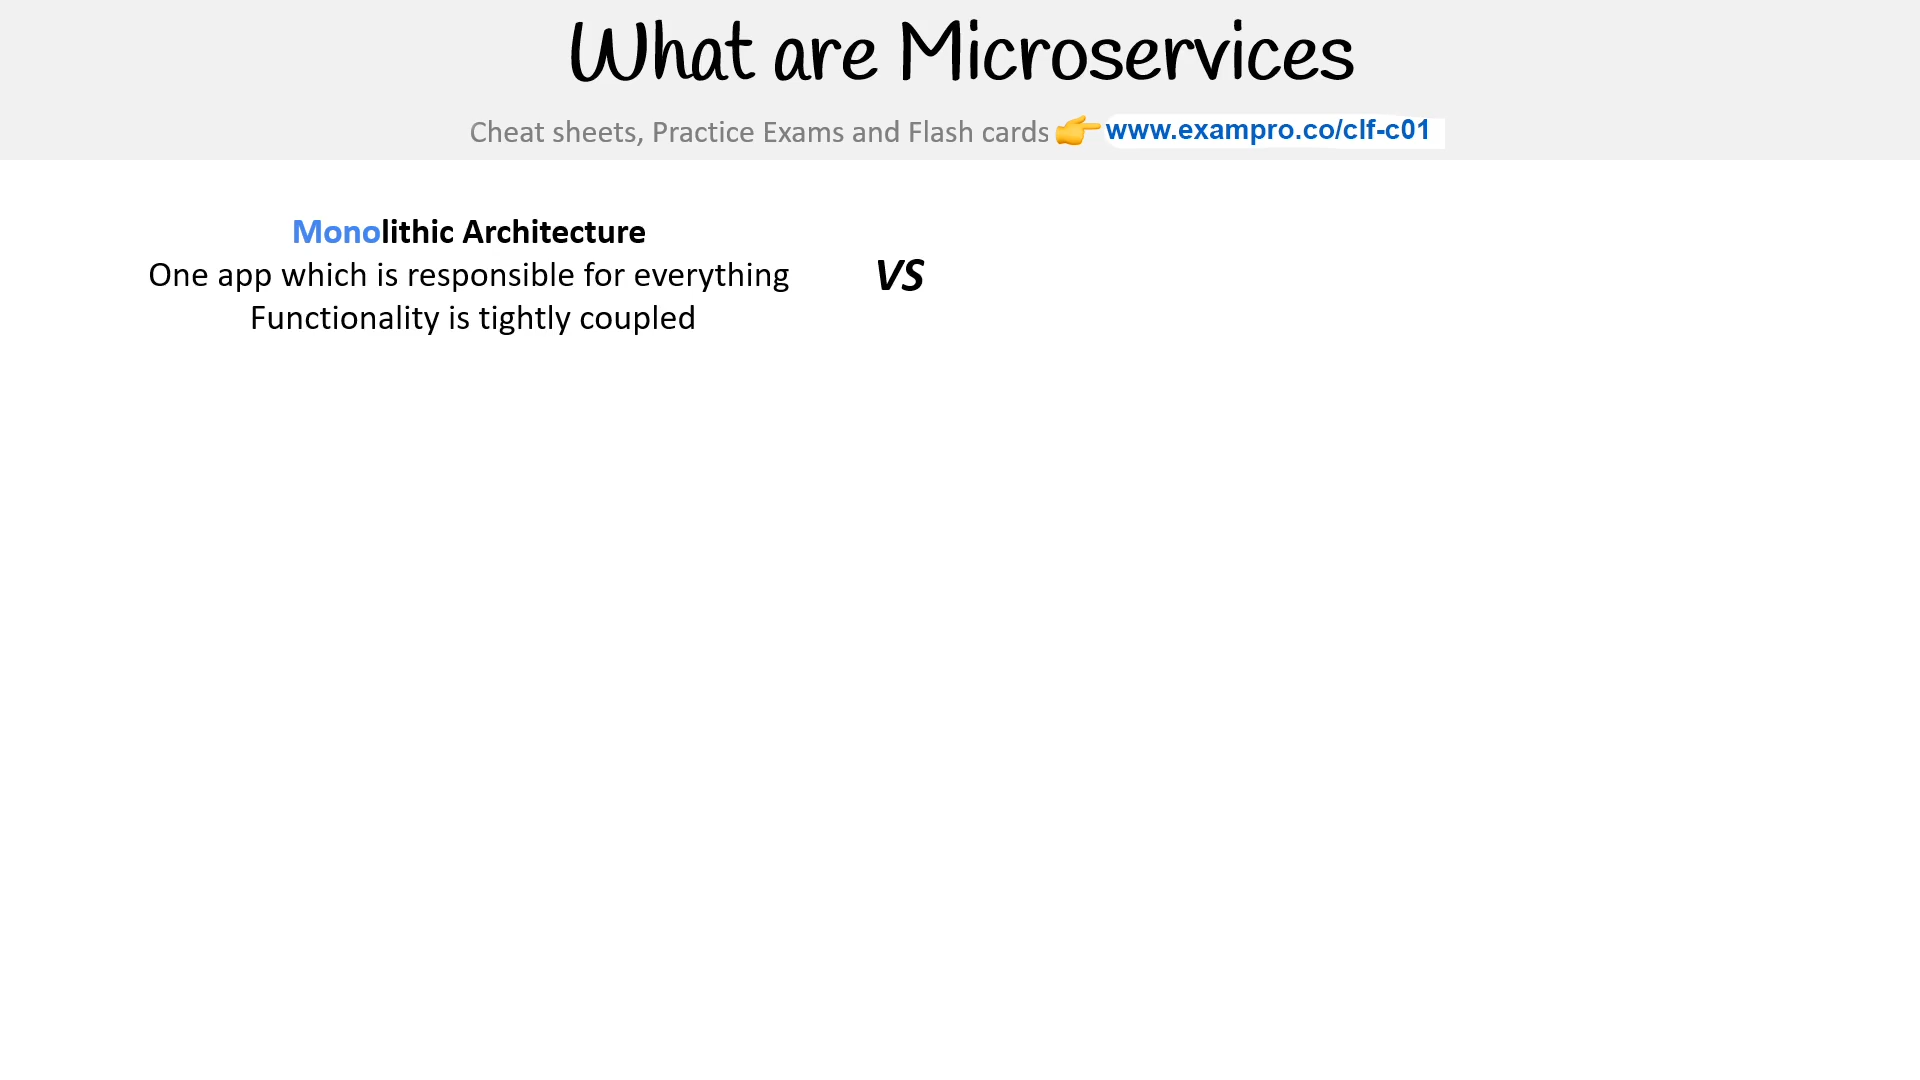 What are Microservices
Cheat sheets, Practice Exams and Flash cards 👉 www.exampro.co/clf-c01
Monolithic Architecture
One app which is responsible for everything
Functionality is tightly coupled
VS